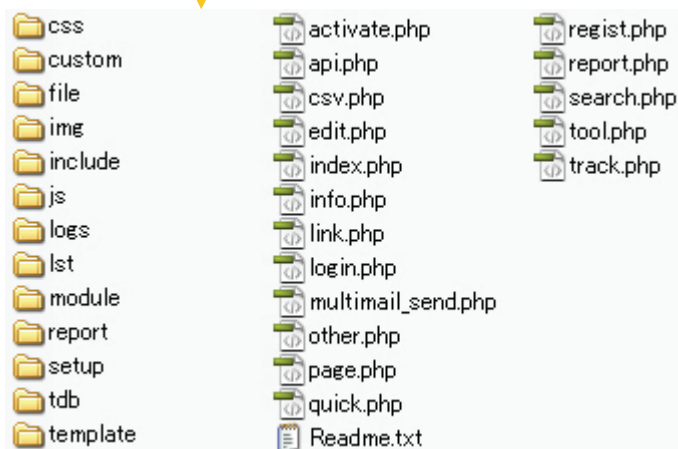 css
custom
file
img
include
js
logs
lst
module
report
setup
tdb
template
activate.php
api.php
csv.php
edit.php
index.php
info.php
link.php
login.php
multimail_send.php
other.php
page.php
quick.php
Readme.txt
regist.php
report.php
search.php
tool.php
track.php